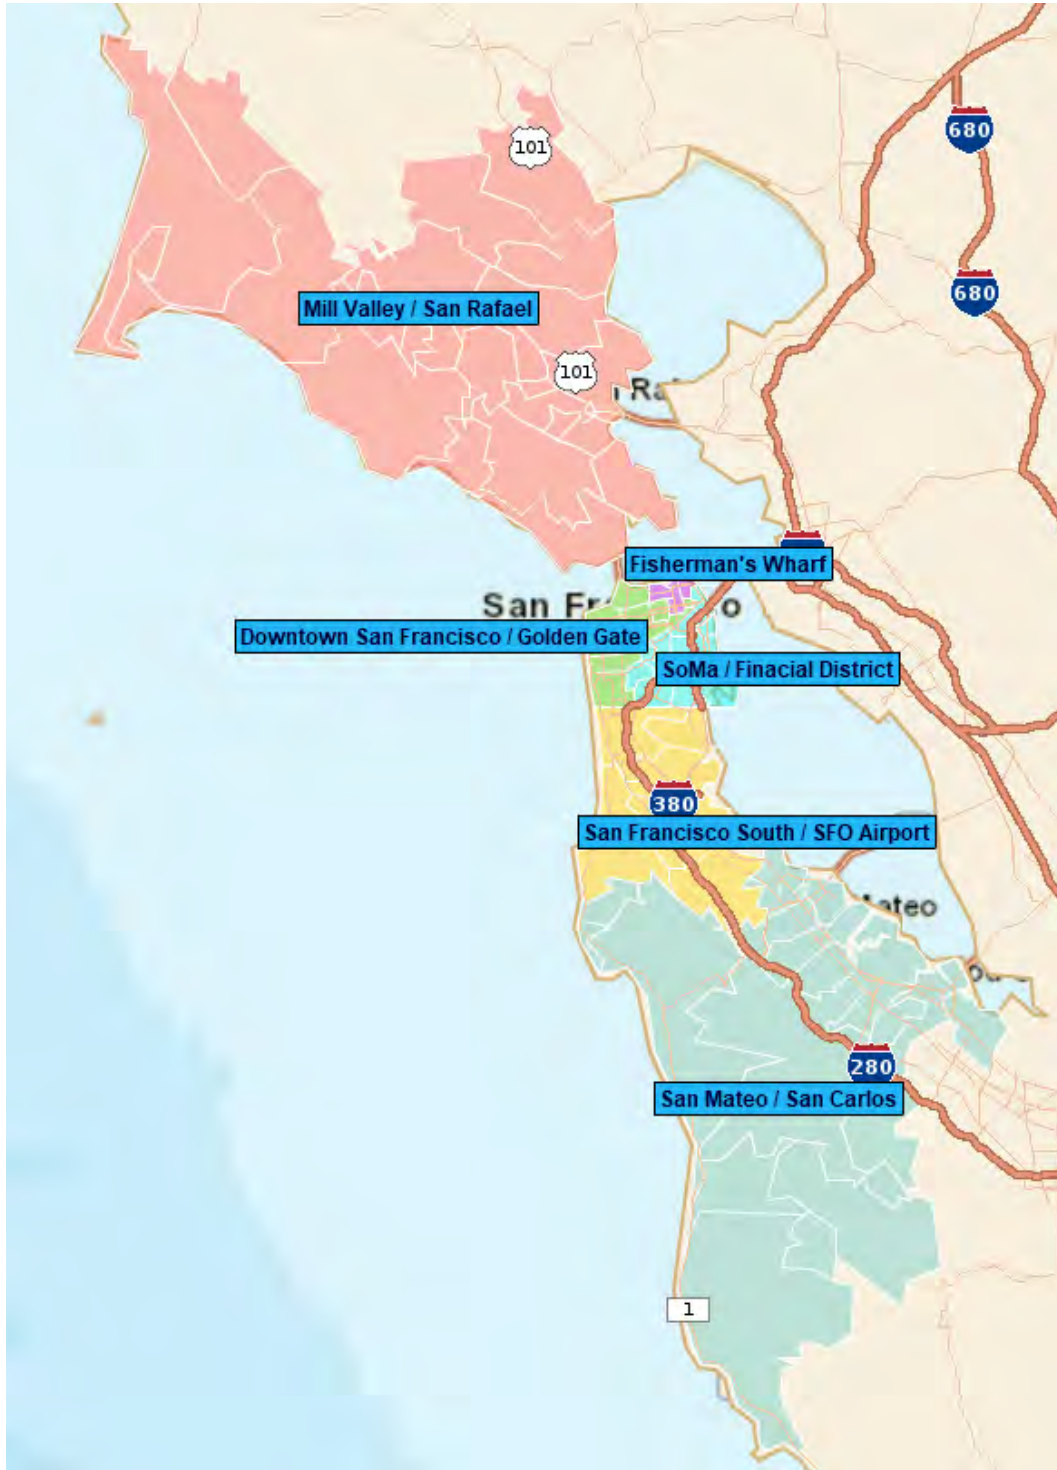 680
101
680
Mill Valley / San Rafael
101
Fisherman's Wharf
San
Downtown San Francisco / Golden Gate
SoMa / Finacial District
380
San Francisco South / SFO Airport
280
San Mateo / San Carlos
1